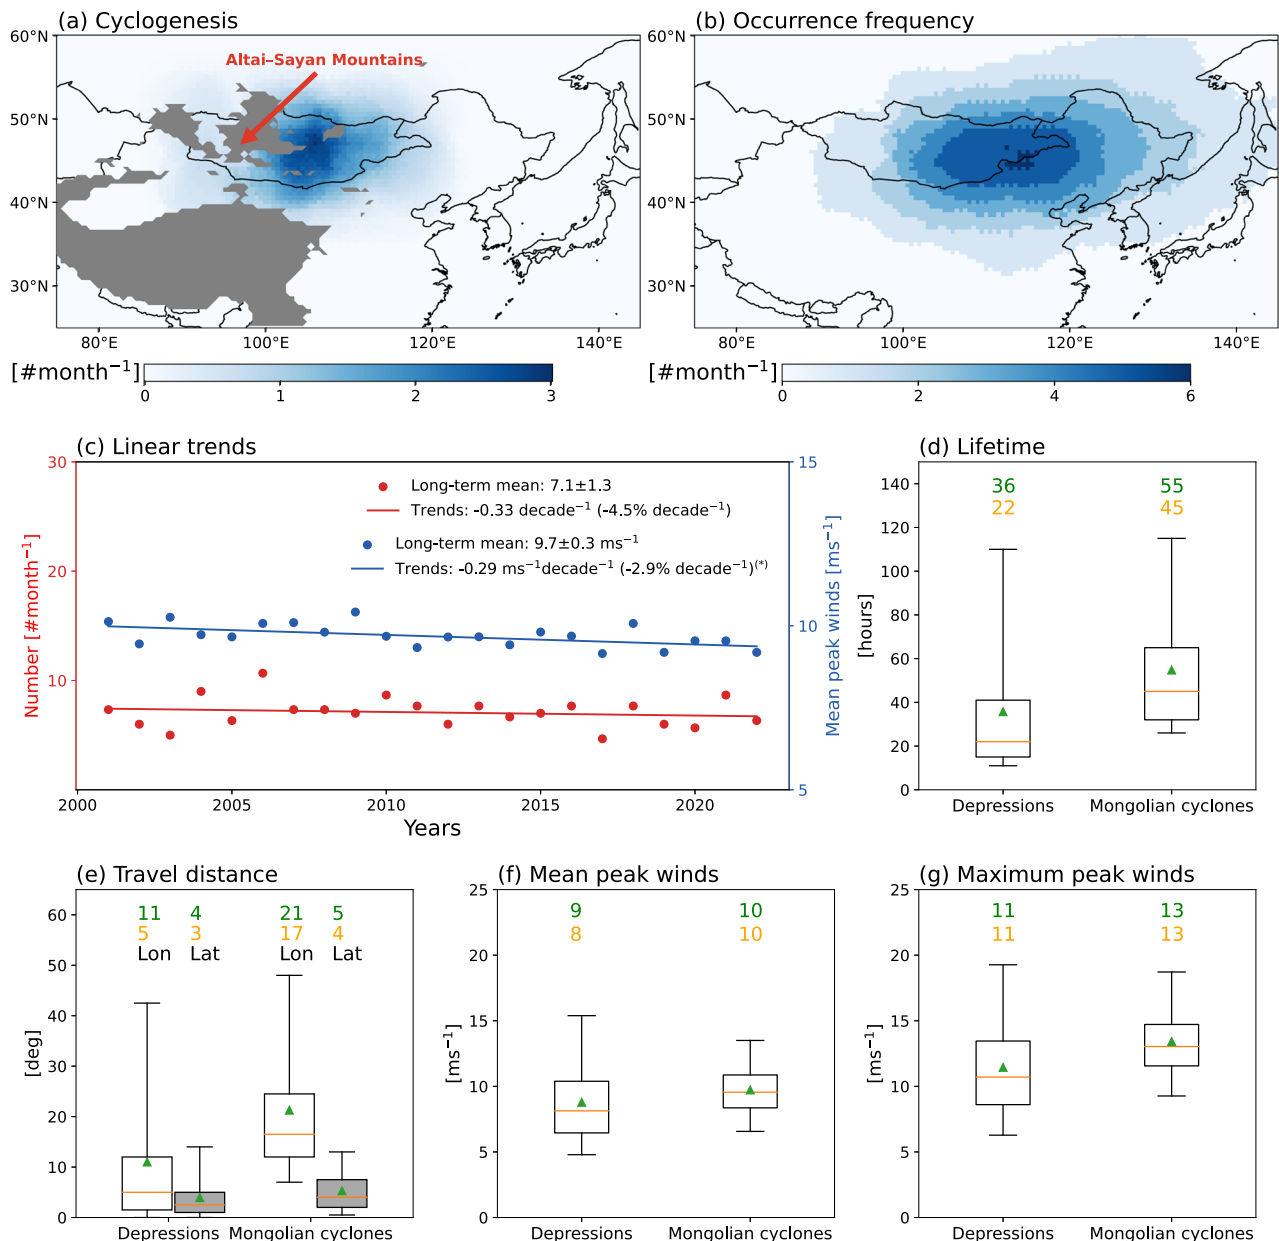 (a) Cyclogenesis
60°N
50°N
40°N
30°N
Altai–Sayan Mountains
80°E 100°E 120°E 140°E
[#month⁻¹]
0 1 2 3
(b) Occurrence frequency
60°N
50°N
40°N
30°N
80°E 100°E 120°E 140°E
[#month⁻¹]
0 2 4 6
(c) Linear trends
Number [#month⁻¹]
30
20
10
Long-term mean: 7.1±1.3
Trends: -0.33 decade⁻¹ (-4.5% decade⁻¹)
Long-term mean: 9.7±0.3 ms⁻¹
Trends: -0.29 ms⁻¹decade⁻¹ (-2.9% decade⁻¹)⁽*⁾
15
10
5
Mean peak winds [ms⁻¹]
2000 2005 2010 2015 2020
Years
(d) Lifetime
[hours]
140
120
100
80
60
40
20
0
36 55
22 45
Depressions Mongolian cyclones
(e) Travel distance
[deg]
60
50
40
30
20
10
0
11 4 21 5
5 3 17 4
Lon Lat Lon Lat
Depressions Mongolian cyclones
(f) Mean peak winds
[ms⁻¹]
25
20
15
10
5
0
9 10
8 10
Depressions Mongolian cyclones
(g) Maximum peak winds
[ms⁻¹]
25
20
15
10
5
0
11 13
11 13
Depressions Mongolian cyclones